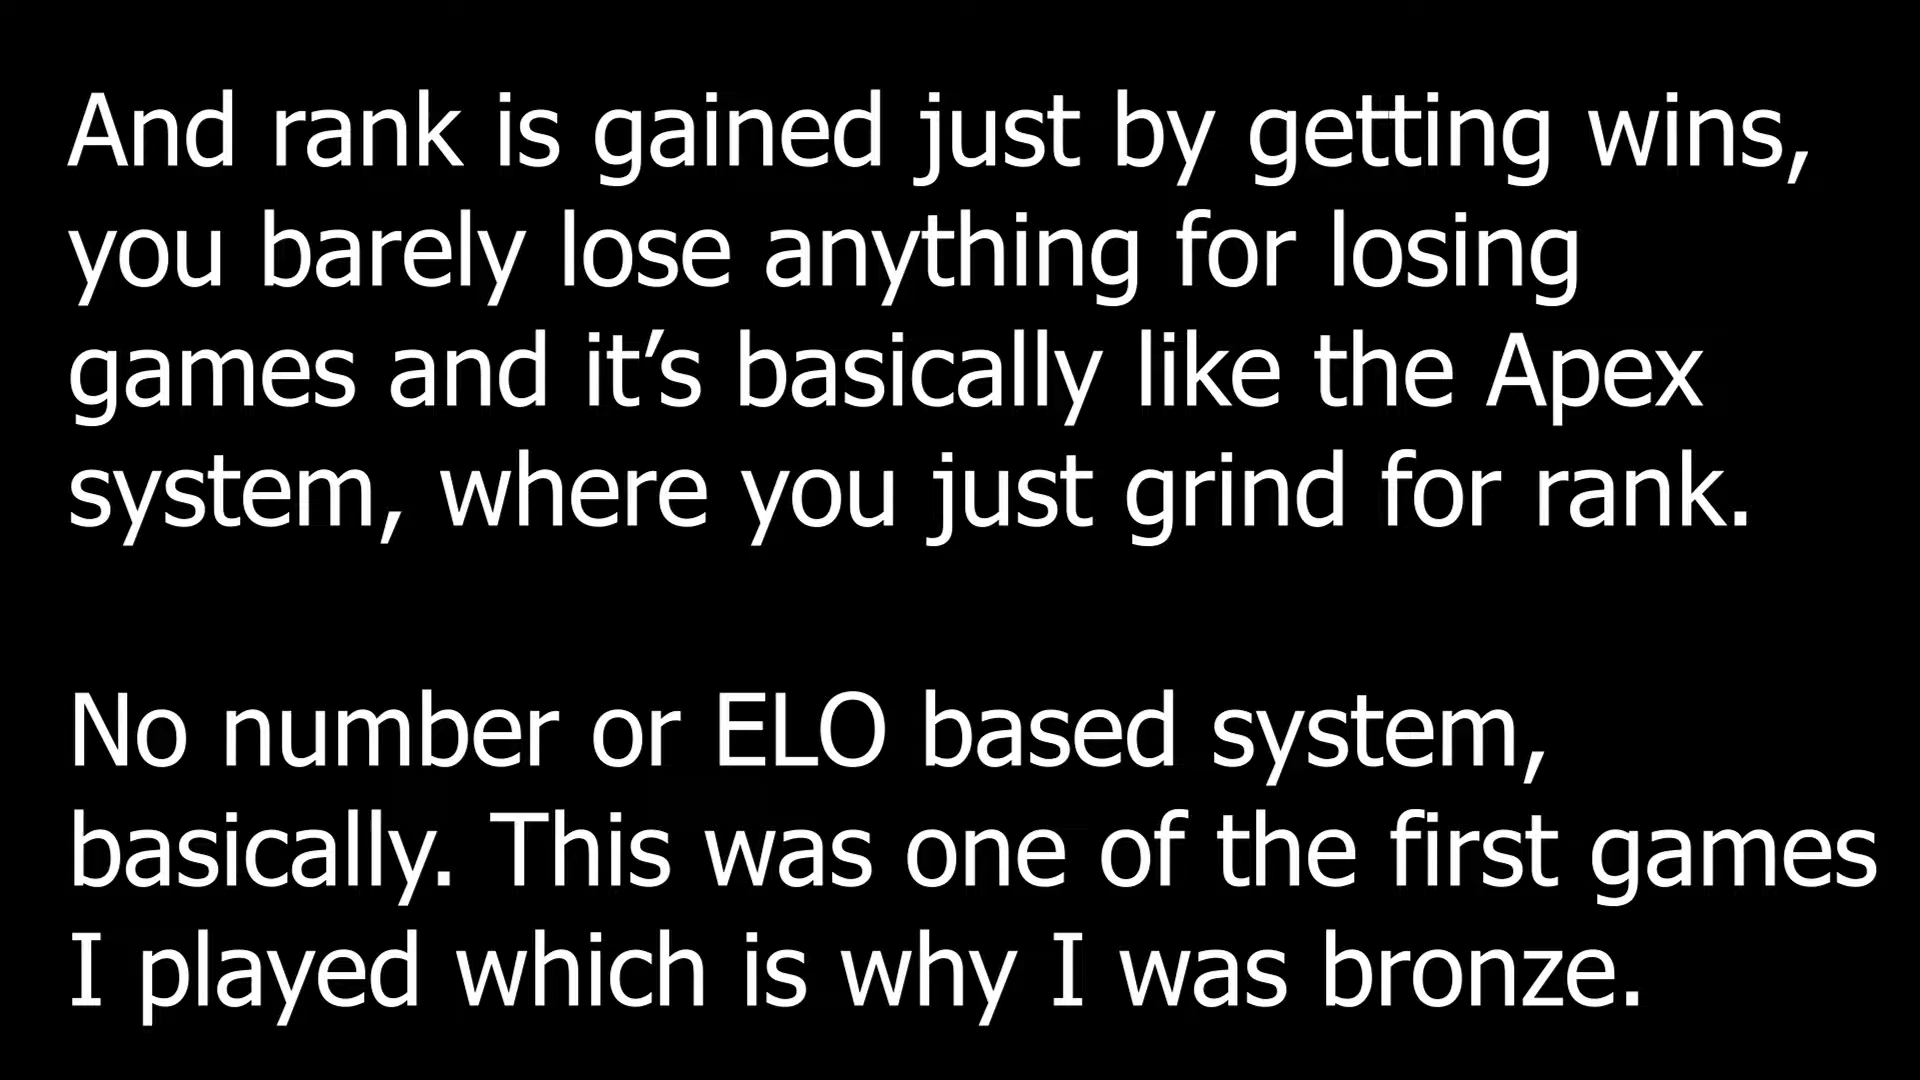 And rank is gained just by getting wins,
you barely lose anything for losing
games and it’s basically like the Apex
system, where you just grind for rank.
No number or ELO based system,
basically. This was one of the first games
I played which is why I was bronze.